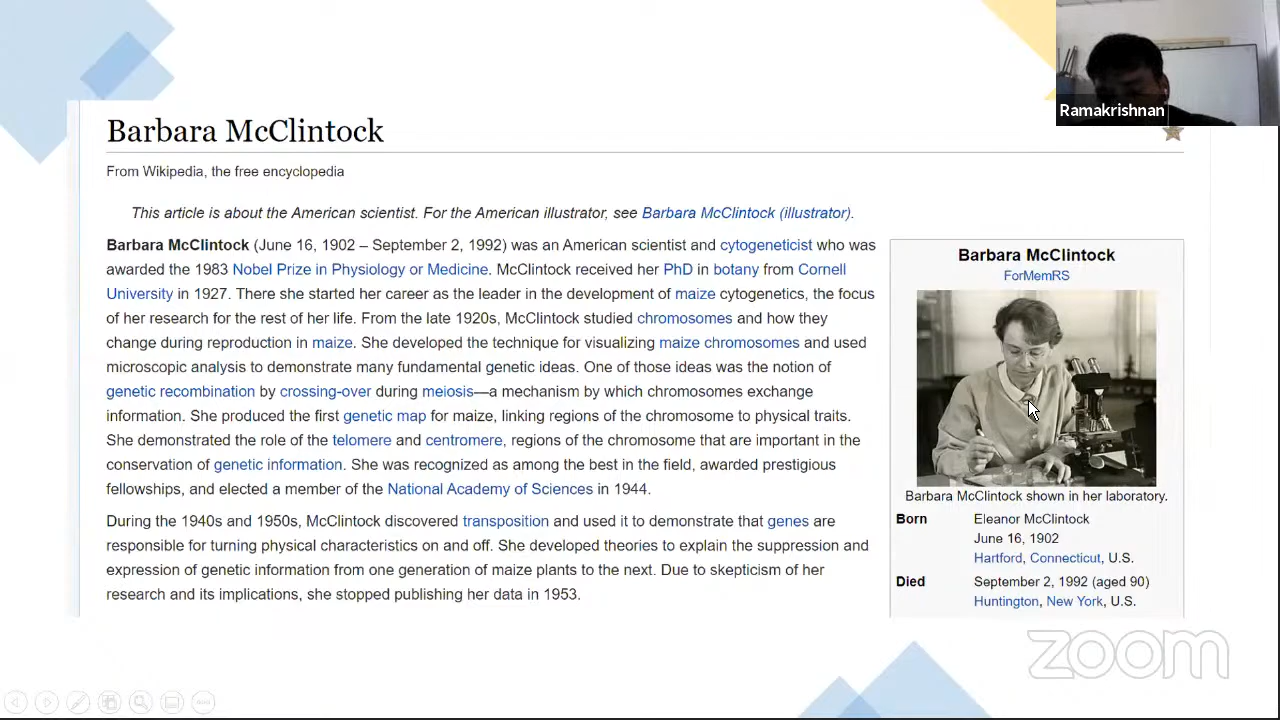 Ramakrishnan
Barbara McClintock
From Wikipedia, the free encyclopedia
This article is about the American scientist. For the American illustrator, see Barbara McClintock (illustrator).
Barbara McClintock (June 16, 1902 – September 2, 1992) was an American scientist and cytogeneticist who was
awarded the 1983 Nobel Prize in Physiology or Medicine. McClintock received her PhD in botany from Cornell
University in 1927. There she started her career as the leader in the development of maize cytogenetics, the focus
of her research for the rest of her life. From the late 1920s, McClintock studied chromosomes and how they
change during reproduction in maize. She developed the technique for visualizing maize chromosomes and used
microscopic analysis to demonstrate many fundamental genetic ideas. One of those ideas was the notion of
genetic recombination by crossing-over during meiosis—a mechanism by which chromosomes exchange
information. She produced the first genetic map for maize, linking regions of the chromosome to physical traits.
She demonstrated the role of the telomere and centromere, regions of the chromosome that are important in the
conservation of genetic information. She was recognized as among the best in the field, awarded prestigious
fellowships, and elected a member of the National Academy of Sciences in 1944.
During the 1940s and 1950s, McClintock discovered transposition and used it to demonstrate that genes are
responsible for turning physical characteristics on and off. She developed theories to explain the suppression and
expression of genetic information from one generation of maize plants to the next. Due to skepticism of her
research and its implications, she stopped publishing her data in 1953.
Barbara McClintock
ForMemRS
Barbara McClintock shown in her laboratory.
Born Eleanor McClintock
June 16, 1902
Hartford, Connecticut, U.S.
Died September 2, 1992 (aged 90)
Huntington, New York, U.S.
zoom